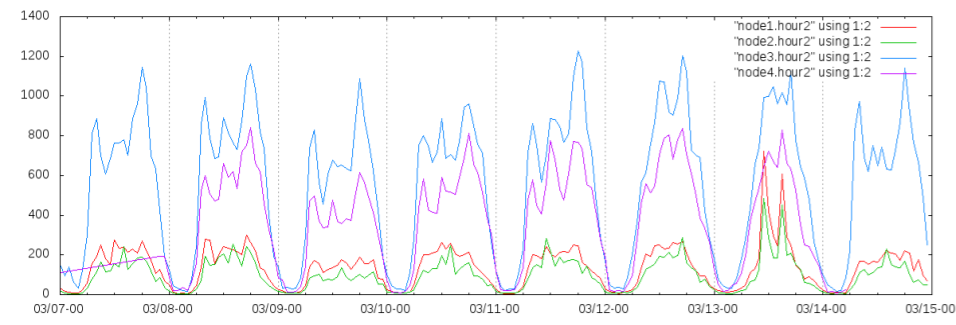 1400
1200
1000
800
600
400
200
0
"node1.hour2" using 1:2
"node2.hour2" using 1:2
"node3.hour2" using 1:2
"node4.hour2" using 1:2
03/07-00 03/08-00 03/09-00 03/10-00 03/11-00 03/12-00 03/13-00 03/14-00 03/15-00